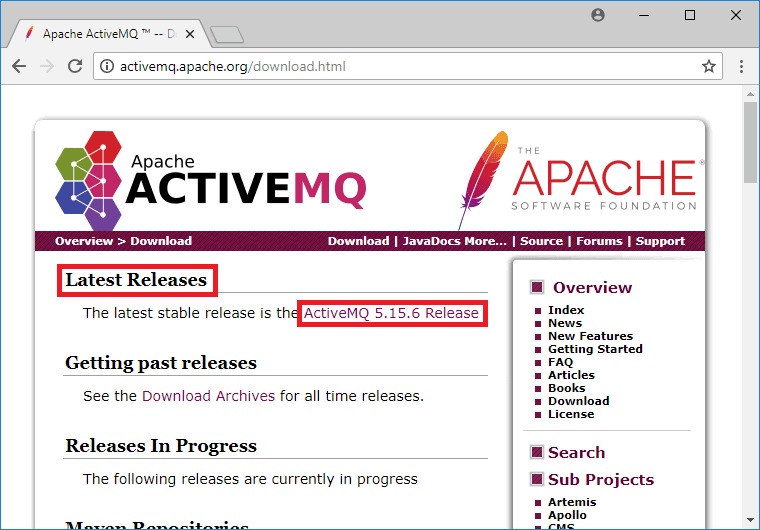 Apache ActiveMQ ™ -- D
activemq.apache.org/download.html
Apache
ACTIVEMQ
THE
APACHE®
SOFTWARE FOUNDATION
Overview > Download
Download | JavaDocs More... | Source | Forums | Support
Latest Releases
The latest stable release is the ActiveMQ 5.15.6 Release
Getting past releases
See the Download Archives for all time releases.
Releases In Progress
The following releases are currently in progress
Maven Repositories
Overview
Index
News
New Features
Getting Started
FAQ
Articles
Books
Download
License
Search
Sub Projects
Artemis
Apollo
CMS